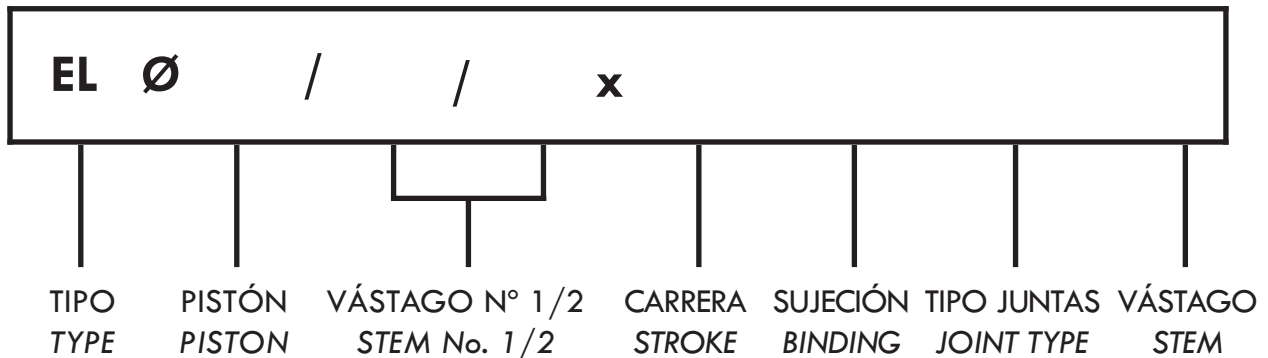 EL Ø / / x
TIPO PISTÓN VÁSTAGO N° 1/2 CARRERA SUJECIÓN TIPO JUNTAS VÁSTAGO
TYPE PISTON STEM No. 1/2 STROKE BINDING JOINT TYPE STEM